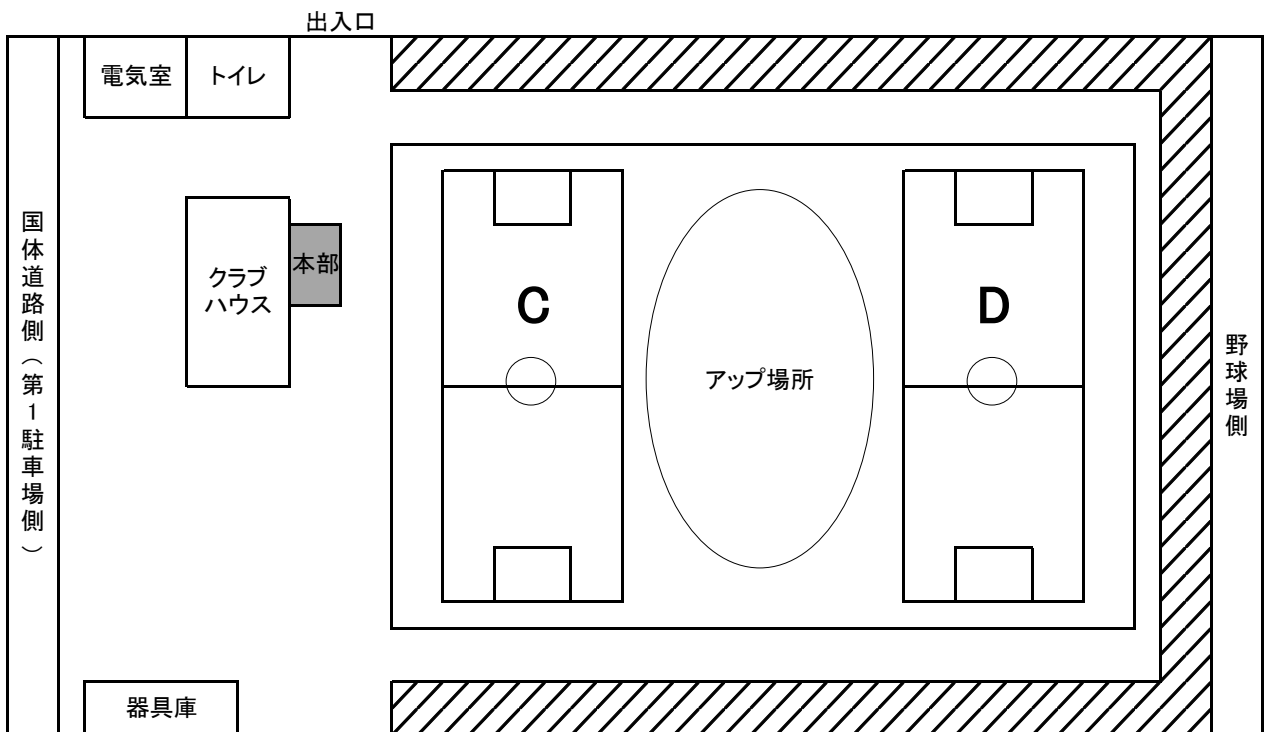 出入口
電気室
トイレ
国体道路側（第1駐車場側）
クラブ
ハウス
本部
C
D
アップ場所
野球場側
器具庫